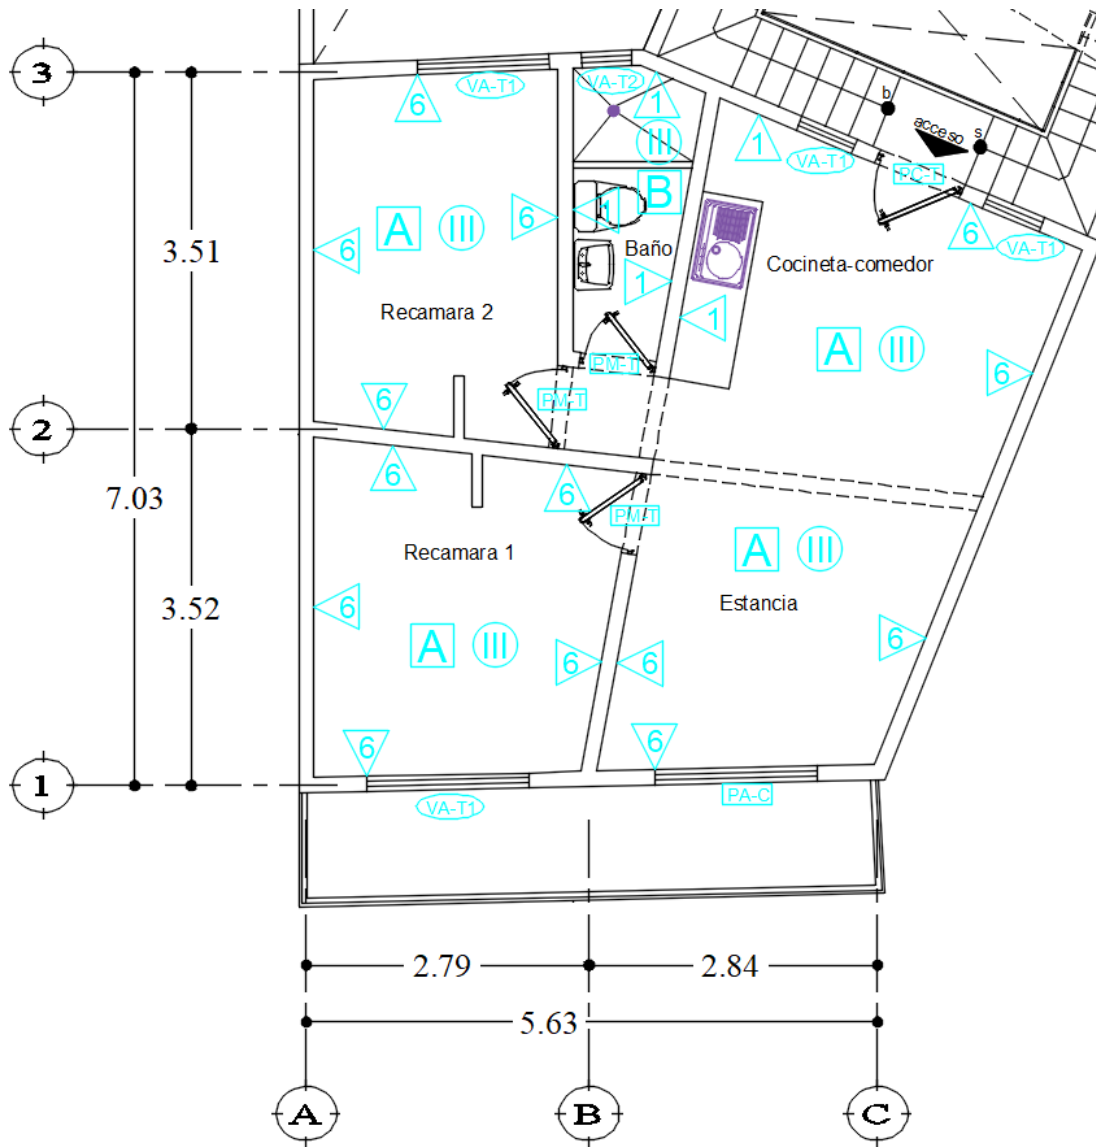 3
VA-T1
VA-T2
6
1
1
b
acceso
s
VA-T1
PC-T
III
B
6
1
6
VA-T1
A
III
6
3.51
Baño
Cocineta-comedor
1
Recamara 2
1
A
III
6
PM-T
PM-T
6
2
6
6
7.03
PM-T
Recamara 1
A
III
3.52
6
Estancia
6
A
III
6
6
6
6
1
VA-T1
PA-C
2.79
2.84
5.63
A
B
C